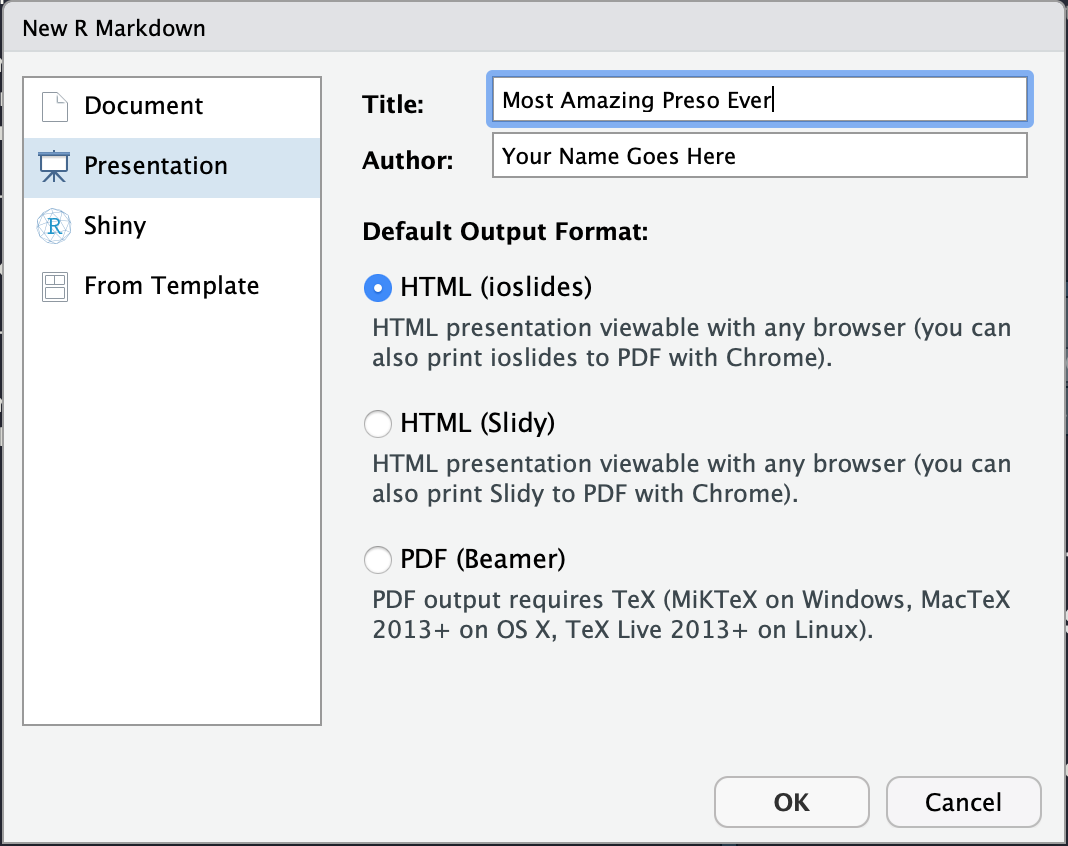 New R Markdown
Document
Presentation
Shiny
From Template
Title:
Most Amazing Preso Ever
Author:
Your Name Goes Here
Default Output Format:
HTML (ioslides)
HTML presentation viewable with any browser (you can
also print ioslides to PDF with Chrome).
HTML (Slidy)
HTML presentation viewable with any browser (you can
also print Slidy to PDF with Chrome).
PDF (Beamer)
PDF output requires TeX (MiKTeX on Windows, MacTeX
2013+ on OS X, TeX Live 2013+ on Linux).
OK
Cancel